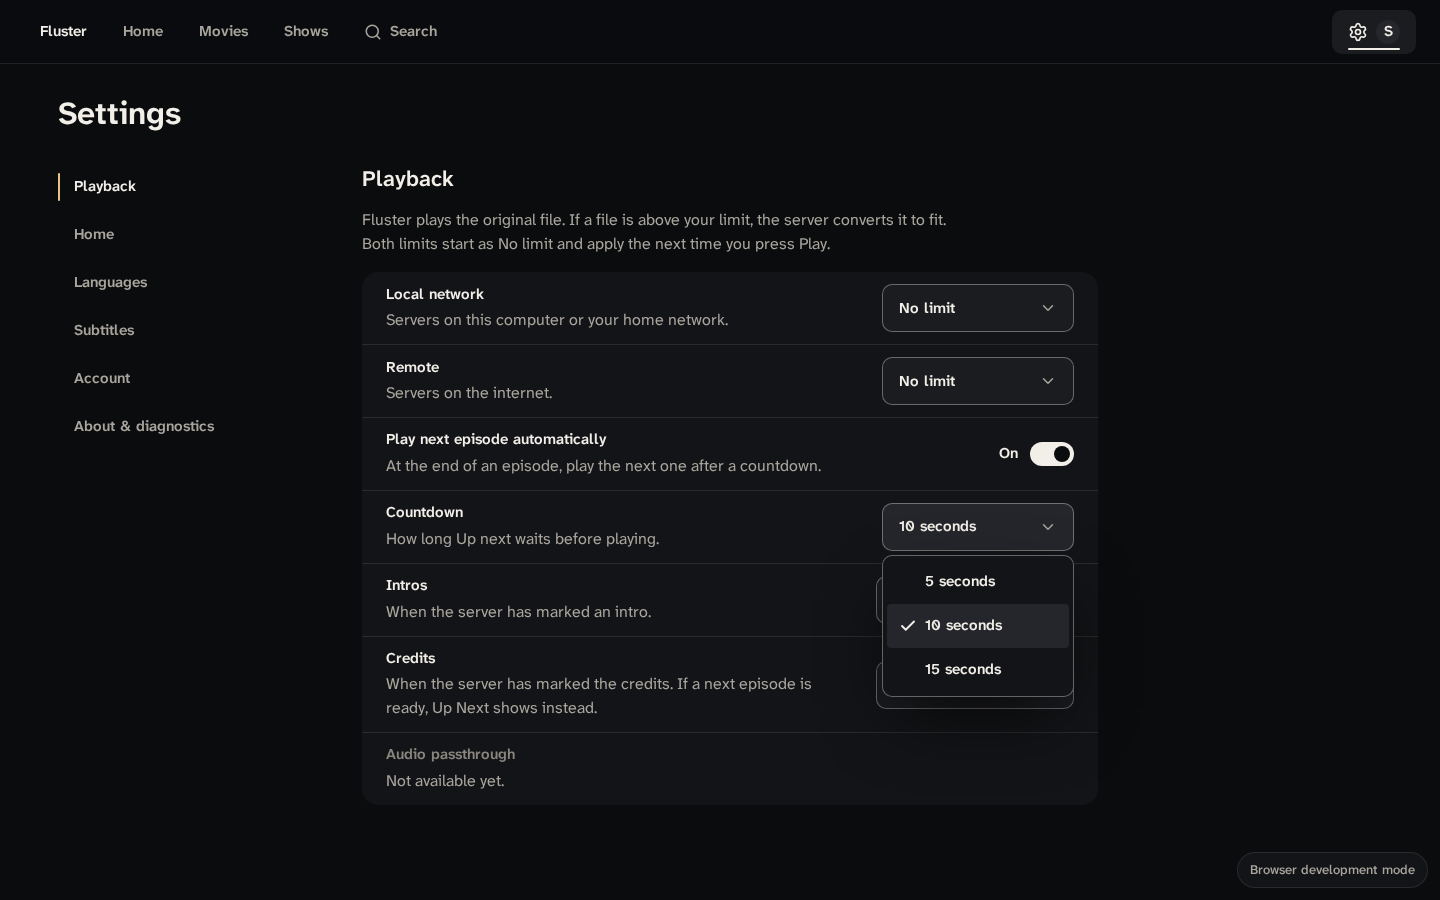 Fluster
Home
Movies
Shows
Search
S
Settings
Playback
Home
Languages
Subtitles
Account
About & diagnostics
Playback
Fluster plays the original file. If a file is above your limit, the server converts it to fit.
Both limits start as No limit and apply the next time you press Play.
Local network
Servers on this computer or your home network.
No limit
Remote
Servers on the internet.
No limit
Play next episode automatically
At the end of an episode, play the next one after a countdown.
On
Countdown
How long Up next waits before playing.
10 seconds
5 seconds
10 seconds
15 seconds
Intros
When the server has marked an intro.
Credits
When the server has marked the credits. If a next episode is
ready, Up Next shows instead.
Audio passthrough
Not available yet.
Browser development mode